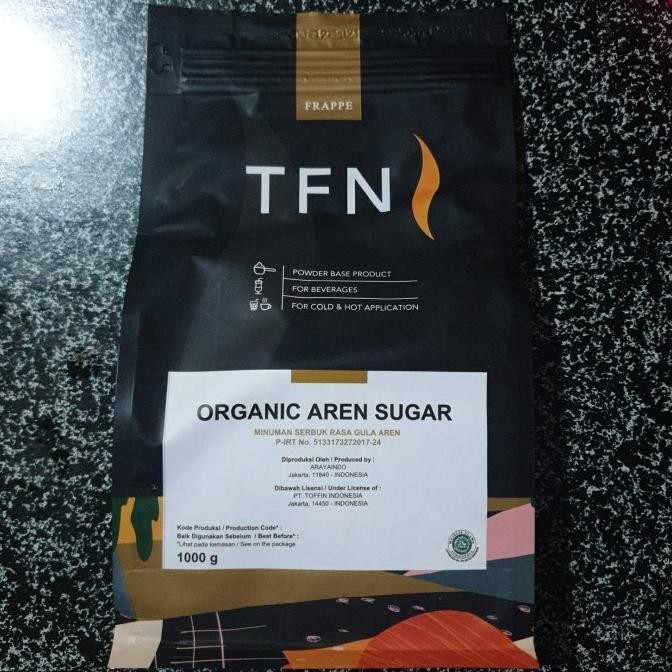 FRAPPE
TFN
POWDER BASE PRODUCT
FOR BEVERAGES
FOR COLD & HOT APPLICATION
ORGANIC AREN SUGAR
MINUMAN SERBUK RASA GULA AREN
P-IRT No. 5133173272017-24
Diproduksi Oleh / Produced by :
ARAYAINDO
Jakarta, 11840 - INDONESIA
Dibawah Lisensi / Under License of :
PT. TOFFIN INDONESIA
Jakarta, 14450 - INDONESIA
Kode Produksi / Production Code* :
Baik Digunakan Sebelum / Best Before* :
*Lihat pada kemasan / See on the package
1000 g